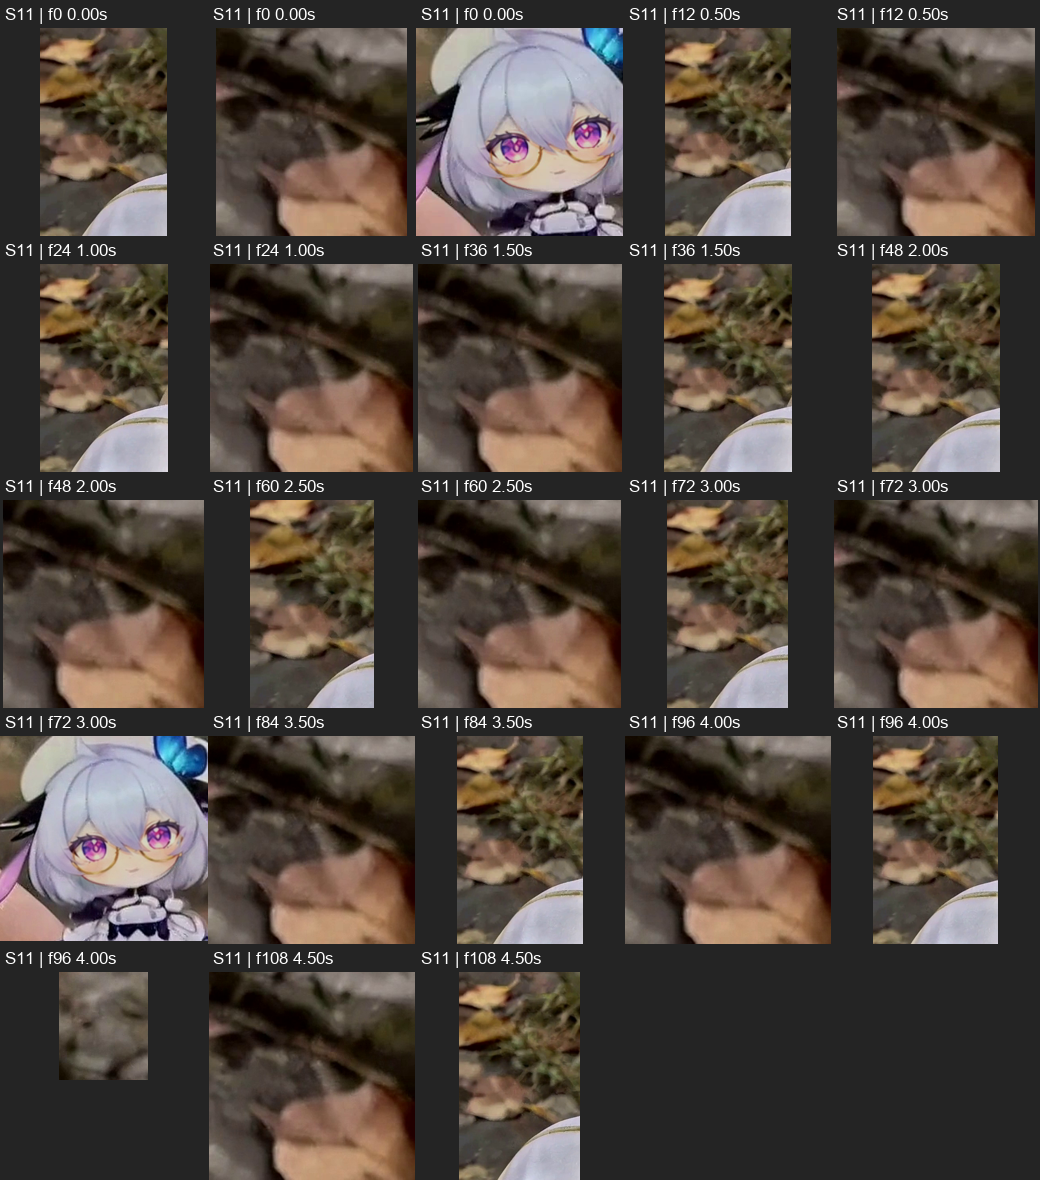 S11 | f0 0.00s S11 | f0 0.00s S11 | f0 0.00s S11 | f12 0.50s S11 | f12 0.50s
S11 | f24 1.00s S11 | f24 1.00s S11 | f36 1.50s S11 | f36 1.50s S11 | f48 2.00s
S11 | f48 2.00s S11 | f60 2.50s S11 | f60 2.50s S11 | f72 3.00s S11 | f72 3.00s
S11 | f72 3.00s S11 | f84 3.50s S11 | f84 3.50s S11 | f96 4.00s S11 | f96 4.00s
S11 | f96 4.00s S11 | f108 4.50s S11 | f108 4.50s